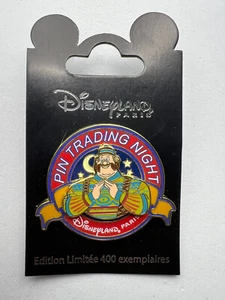 Disneyland
PARIS
PIN TRADING NIGHT
Disneyland PARIS
Edition Limitée 400 exemplaires